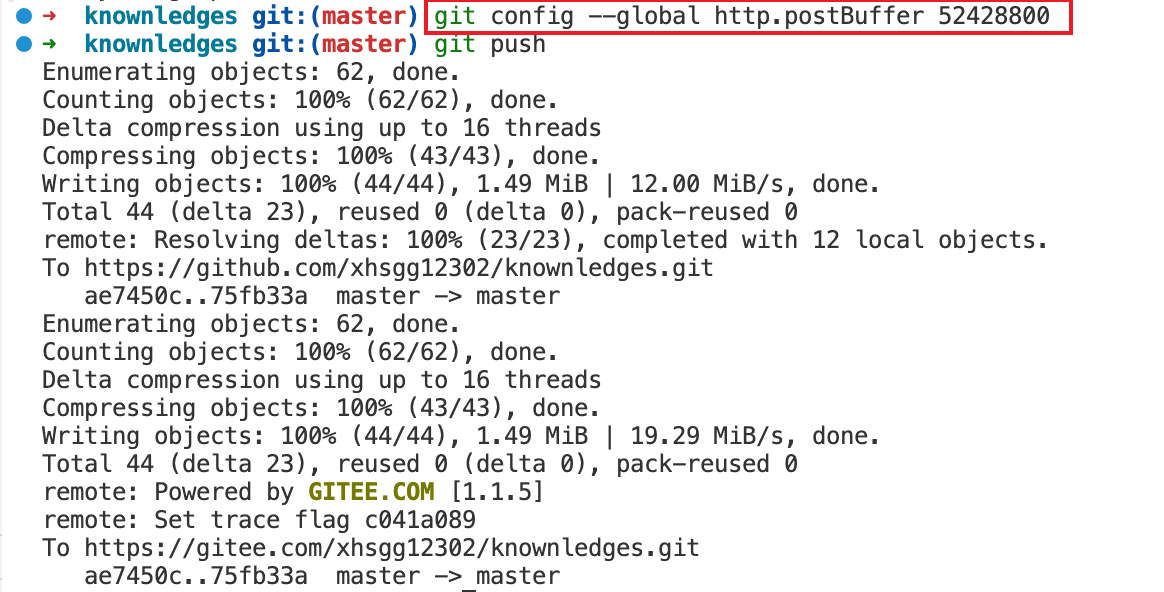 ➜ knownledges git:(master) git config --global http.postBuffer 52428800
➜ knownledges git:(master) git push
Enumerating objects: 62, done.
Counting objects: 100% (62/62), done.
Delta compression using up to 16 threads
Compressing objects: 100% (43/43), done.
Writing objects: 100% (44/44), 1.49 MiB | 12.00 MiB/s, done.
Total 44 (delta 23), reused 0 (delta 0), pack-reused 0
remote: Resolving deltas: 100% (23/23), completed with 12 local objects.
To https://github.com/xhsgg12302/knownledges.git
ae7450c..75fb33a master -> master
Enumerating objects: 62, done.
Counting objects: 100% (62/62), done.
Delta compression using up to 16 threads
Compressing objects: 100% (43/43), done.
Writing objects: 100% (44/44), 1.49 MiB | 19.29 MiB/s, done.
Total 44 (delta 23), reused 0 (delta 0), pack-reused 0
remote: Powered by GITEE.COM [1.1.5]
remote: Set trace flag c041a089
To https://gitee.com/xhsgg12302/knownledges.git
ae7450c..75fb33a master -> master